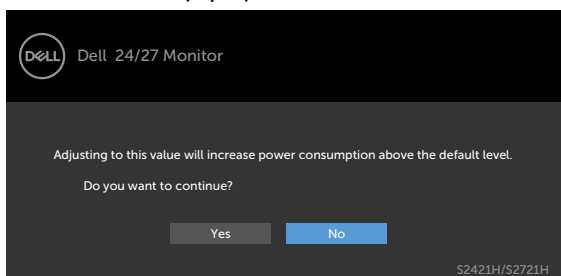 DELL
Dell 24/27 Monitor
Adjusting to this value will increase power consumption above the default level.
Do you want to continue?
Yes No
S2421H/S2721H